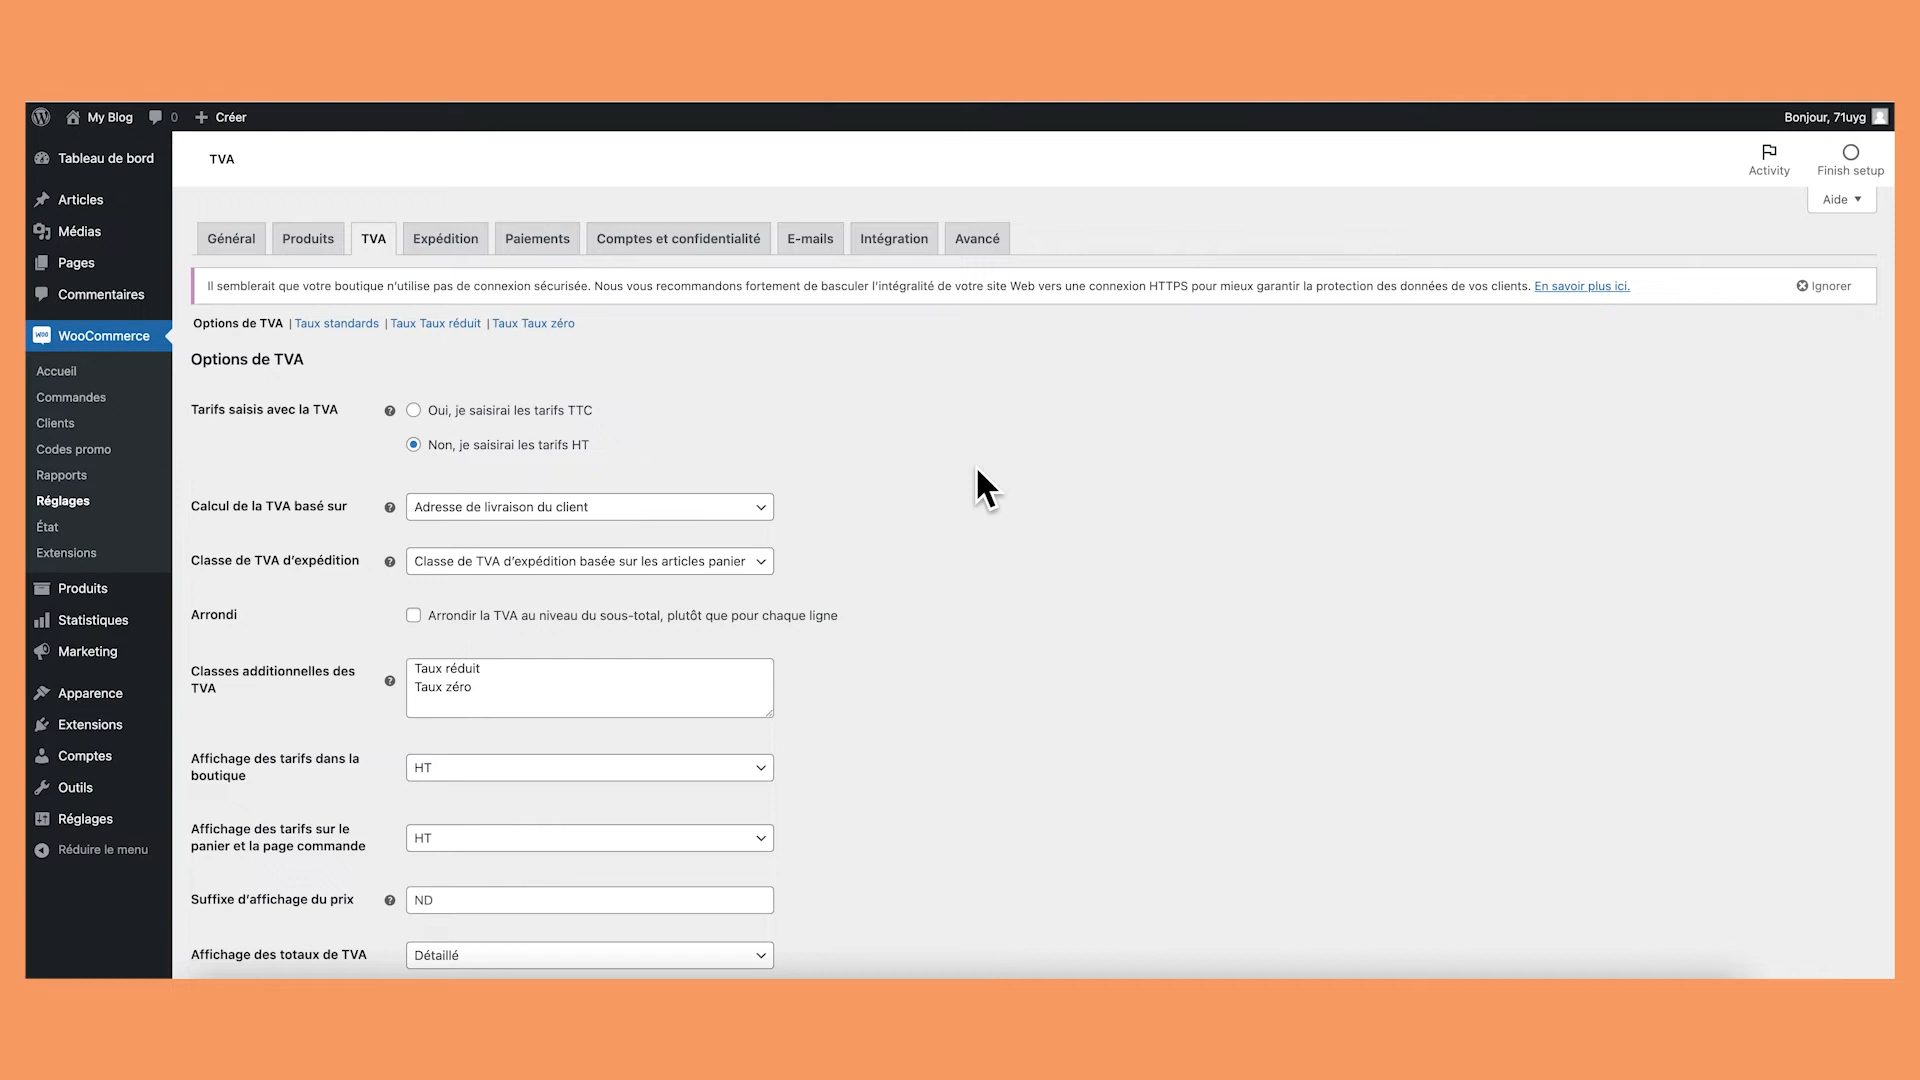 My Blog 0 Créer Bonjour, 71uyg
Tableau de bord
Articles
Médias
Pages
Commentaires
WooCommerce
Accueil
Commandes
Clients
Codes promo
Rapports
Réglages
État
Extensions
Produits
Statistiques
Marketing
Apparence
Extensions
Comptes
Outils
Réglages
Réduire le menu
TVA
Activity Finish setup
Aide
Général Produits TVA Expédition Paiements Comptes et confidentialité E-mails Intégration Avancé
Il semblerait que votre boutique n'utilise pas de connexion sécurisée. Nous vous recommandons fortement de basculer l'intégralité de votre site Web vers une connexion HTTPS pour mieux garantir la protection des données de vos clients. En savoir plus ici. Ignorer
Options de TVA | Taux standards | Taux Taux réduit | Taux Taux zéro
Options de TVA
Tarifs saisis avec la TVA ? Oui, je saisirai les tarifs TTC
Non, je saisirai les tarifs HT
Calcul de la TVA basé sur ? Adresse de livraison du client
Classe de TVA d'expédition ? Classe de TVA d'expédition basée sur les articles panier
Arrondi Arrondir la TVA au niveau du sous-total, plutôt que pour chaque ligne
Classes additionnelles des
TVA ?
Taux réduit
Taux zéro
Affichage des tarifs dans la
boutique
HT
Affichage des tarifs sur le
panier et la page commande
HT
Suffixe d'affichage du prix ? ND
Affichage des totaux de TVA Détaillé